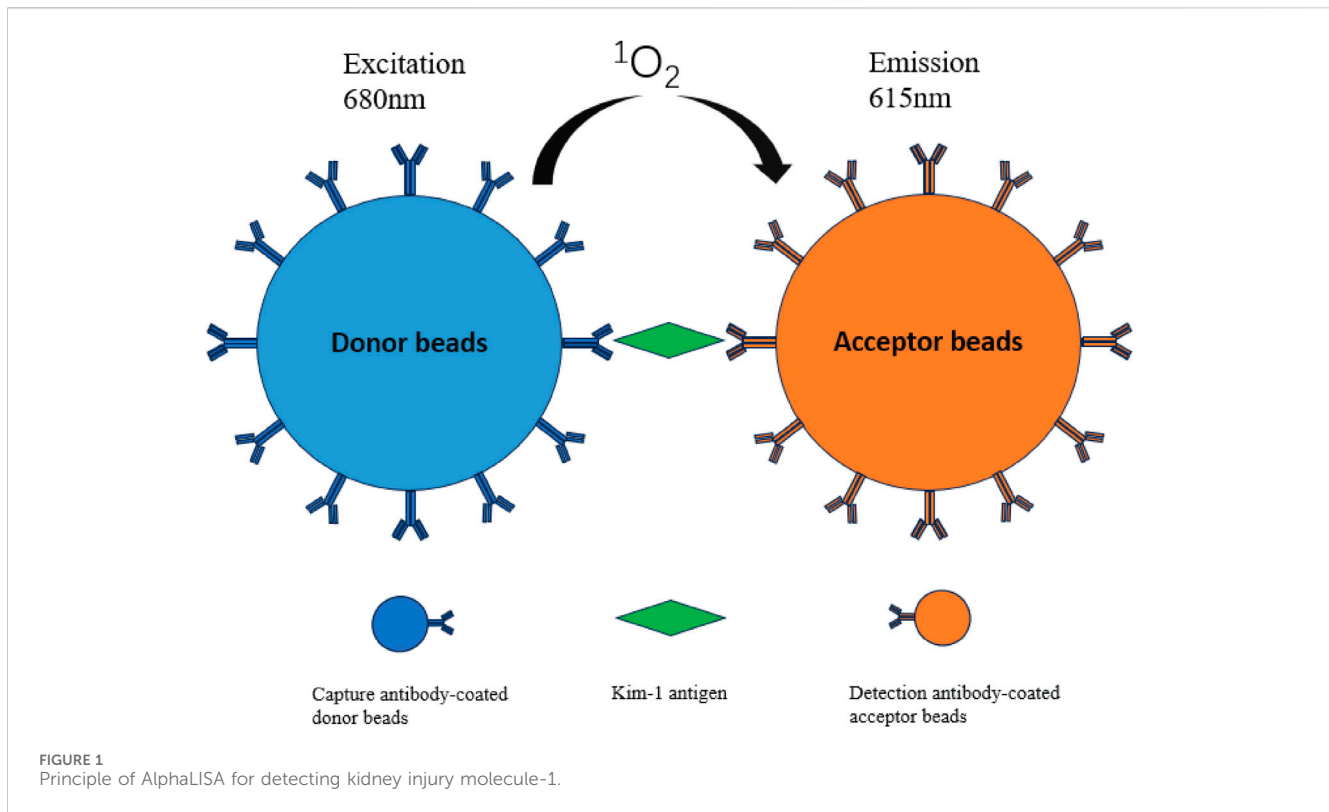 Excitation
680nm
¹O₂
Emission
615nm
Donor beads
Acceptor beads
Capture antibody-coated
donor beads
Kim-1 antigen
Detection antibody-coated
acceptor beads
FIGURE 1
Principle of AlphaLISA for detecting kidney injury molecule-1.